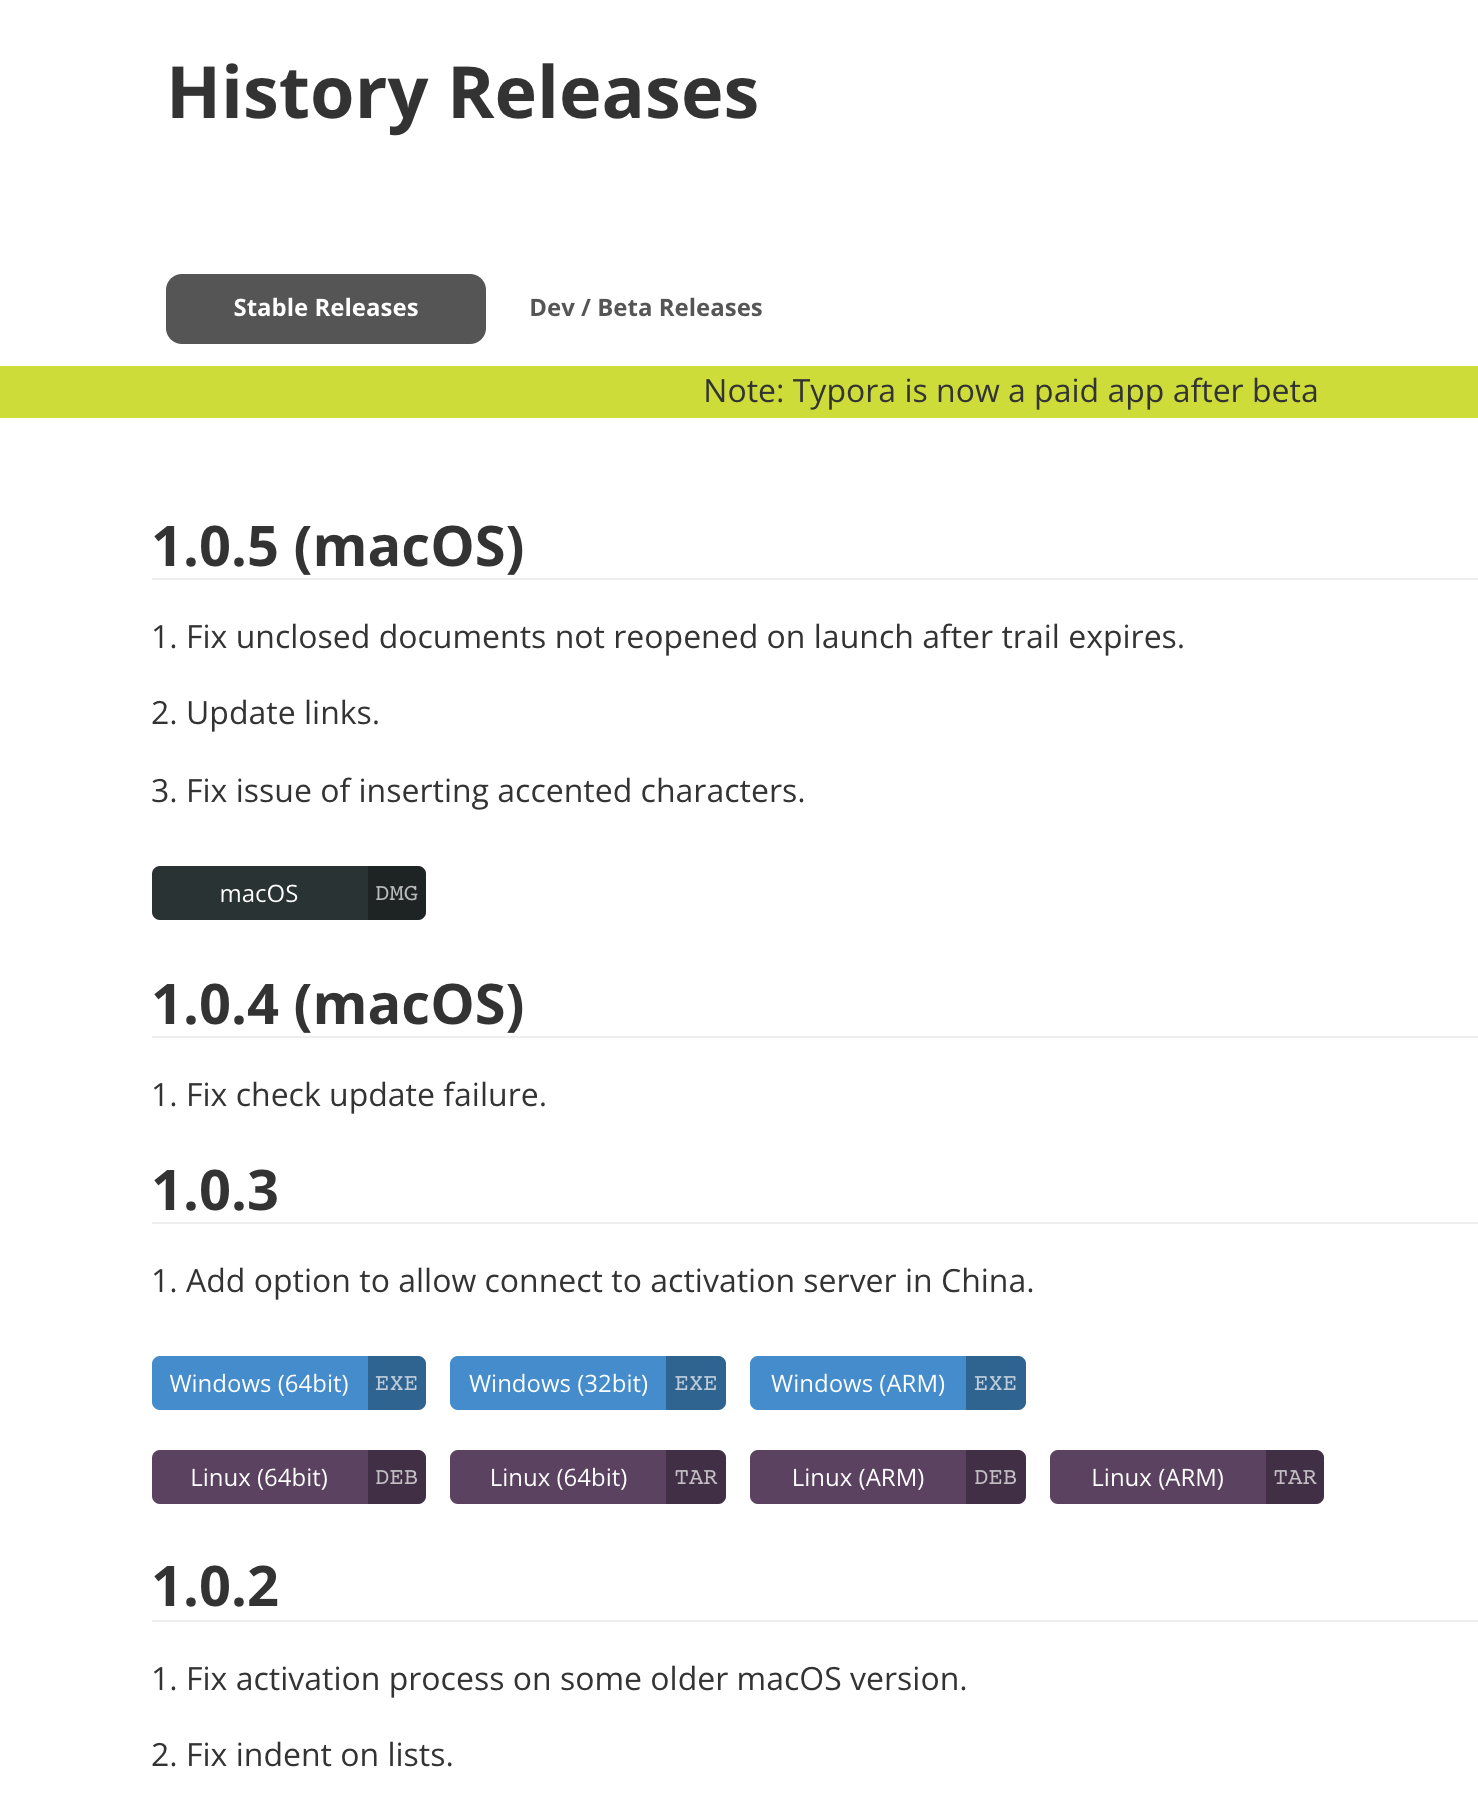 History Releases
Stable Releases
Dev / Beta Releases
Note: Typora is now a paid app after beta
1.0.5 (macOS)
1. Fix unclosed documents not reopened on launch after trail expires.
2. Update links.
3. Fix issue of inserting accented characters.
macOS DMG
1.0.4 (macOS)
1. Fix check update failure.
1.0.3
1. Add option to allow connect to activation server in China.
Windows (64bit) EXE Windows (32bit) EXE Windows (ARM) EXE
Linux (64bit) DEB Linux (64bit) TAR Linux (ARM) DEB Linux (ARM) TAR
1.0.2
1. Fix activation process on some older macOS version.
2. Fix indent on lists.